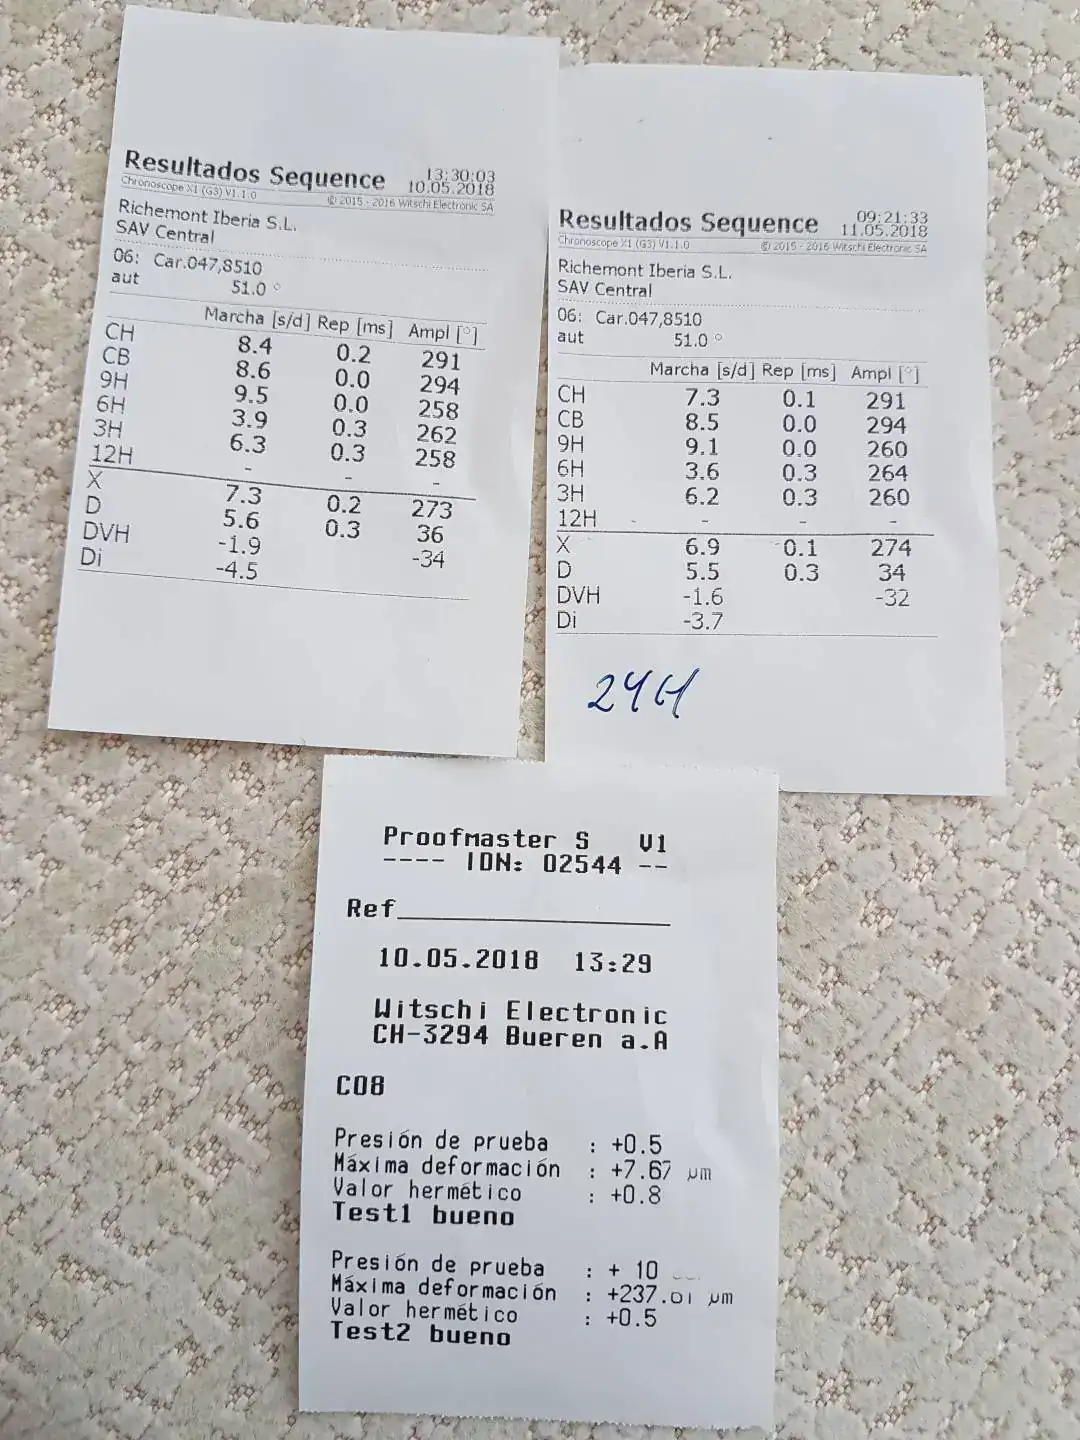 Resultados Sequence 13:30:03
10.05.2018
Chronoscope X1 (G3) V1.1.0 © 2015 - 2016 Witschi Electronic SA
Richemont Iberia S.L.
SAV Central
06: Car.047,8510
aut 51.0 °
Marcha [s/d] Rep [ms] Ampl [°]
CH 8.4 0.2 291
CB 8.6 0.0 294
9H 9.5 0.0 258
6H 3.9 0.3 262
3H 6.3 0.3 258
12H - - -
X 7.3 0.2 273
D 5.6 0.3 36
DVH -1.9 -34
Di -4.5
Resultados Sequence 09:21:33
11.05.2018
Chronoscope X1 (G3) V1.1.0 © 2015 - 2016 Witschi Electronic SA
Richemont Iberia S.L.
SAV Central
06: Car.047,8510
aut 51.0 °
Marcha [s/d] Rep [ms] Ampl [°]
CH 7.3 0.1 291
CB 8.5 0.0 294
9H 9.1 0.0 260
6H 3.6 0.3 264
3H 6.2 0.3 260
12H - - -
X 6.9 0.1 274
D 5.5 0.3 34
DVH -1.6 -32
Di -3.7
24H
Proofmaster S V1
---- IDN: 02544 --
Ref
10.05.2018 13:29
Witschi Electronic
CH-3294 Bueren a.A
C08
Presión de prueba : +0.5
Máxima deformación : +7.67 µm
Valor hermético : +0.8
Test1 bueno
Presión de prueba : + 10
Máxima deformación : +237.01 µm
Valor hermético : +0.5
Test2 bueno